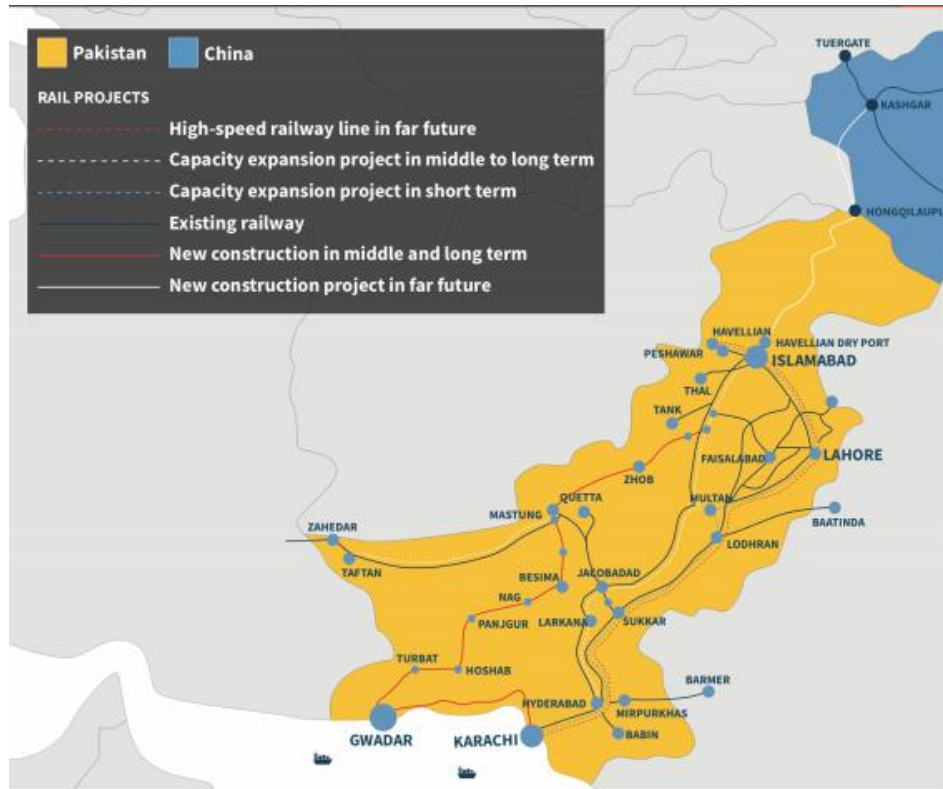 Pakistan China
RAIL PROJECTS
High-speed railway line in far future
Capacity expansion project in middle to long term
Capacity expansion project in short term
Existing railway
New construction in middle and long term
New construction project in far future
TUERGATE
KASHGAR
HONGQILAUPU
HAVELLIAN
HAVELLIAN DRY PORT
PESHAWAR
ISLAMABAD
THAL
TANK
FAISALABAD
LAHORE
ZHOB
QUETTA
MULTAN
MASTUNG
BAATINDA
ZAHEDAR
LODHRAN
TAFTAN
BESIMA
JACOBADAD
NAG
PANJGUR
LARKANA
SUKKAR
TURBAT
HOSHAB
BARMER
HYDERABAD
MIRPURKHAS
GWADAR
KARACHI
BABIN